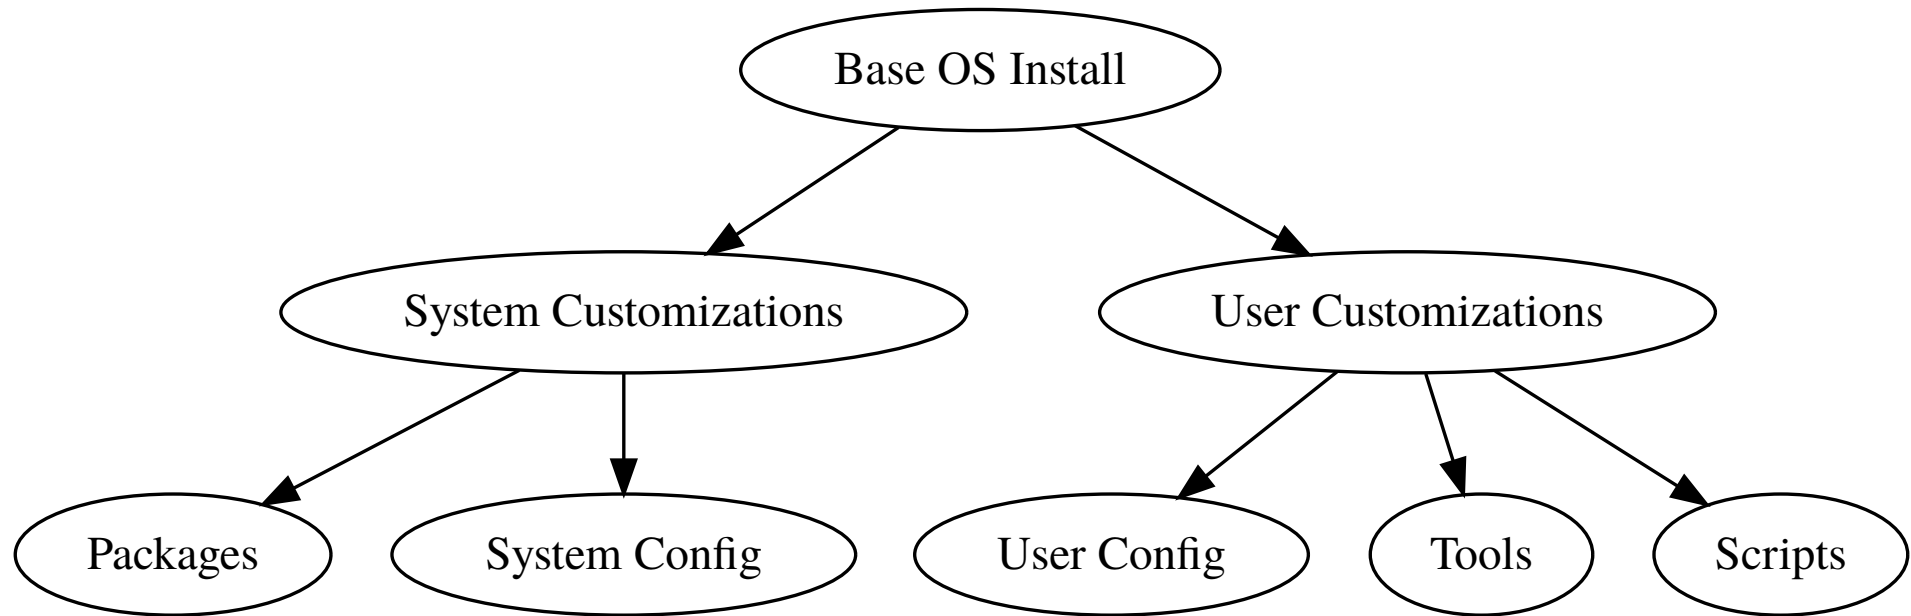 Base OS Install
System Customizations
User Customizations
Packages
System Config
User Config
Tools
Scripts